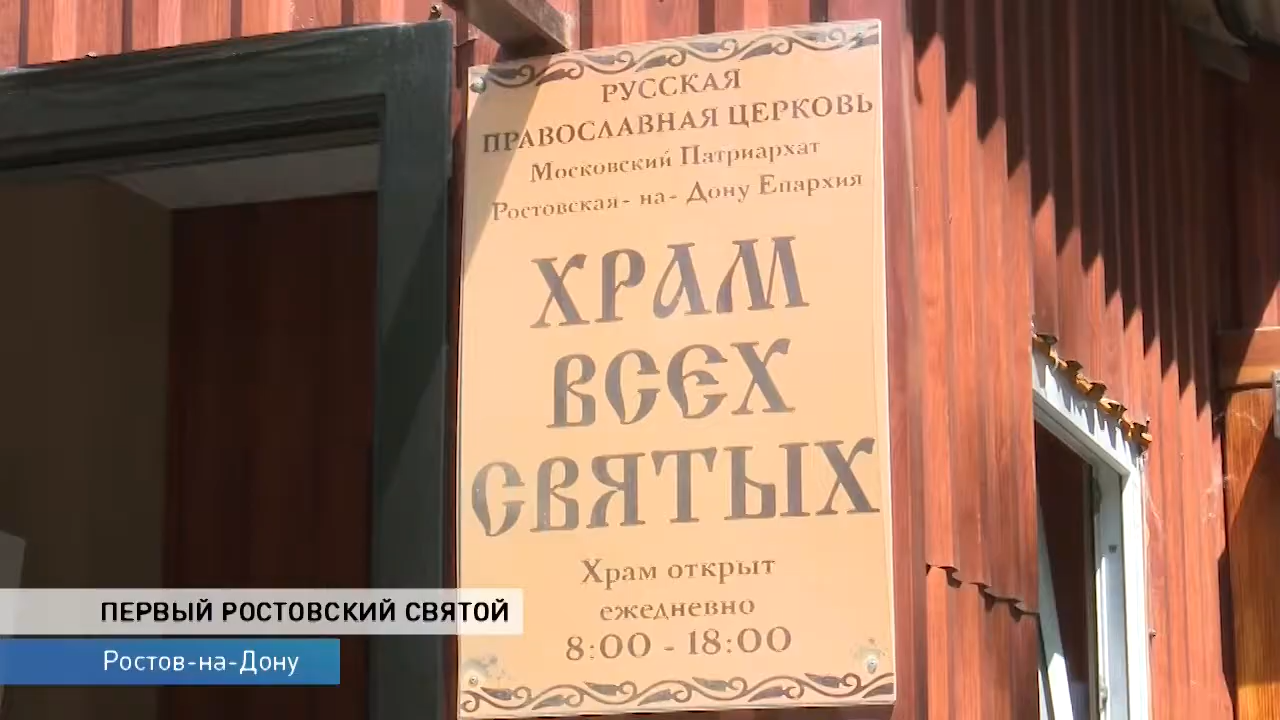 РУССКАЯ
ПРАВОСЛАВНАЯ ЦЕРКОВЬ
Московский Патриархат
Ростовская- на- Дону Епархия
ХРАМ
ВСЕХ
СВЯТЫХ
Храм открыт
ежедневно
8:00 - 18:00
ПЕРВЫЙ РОСТОВСКИЙ СВЯТОЙ
Ростов-на-Дону